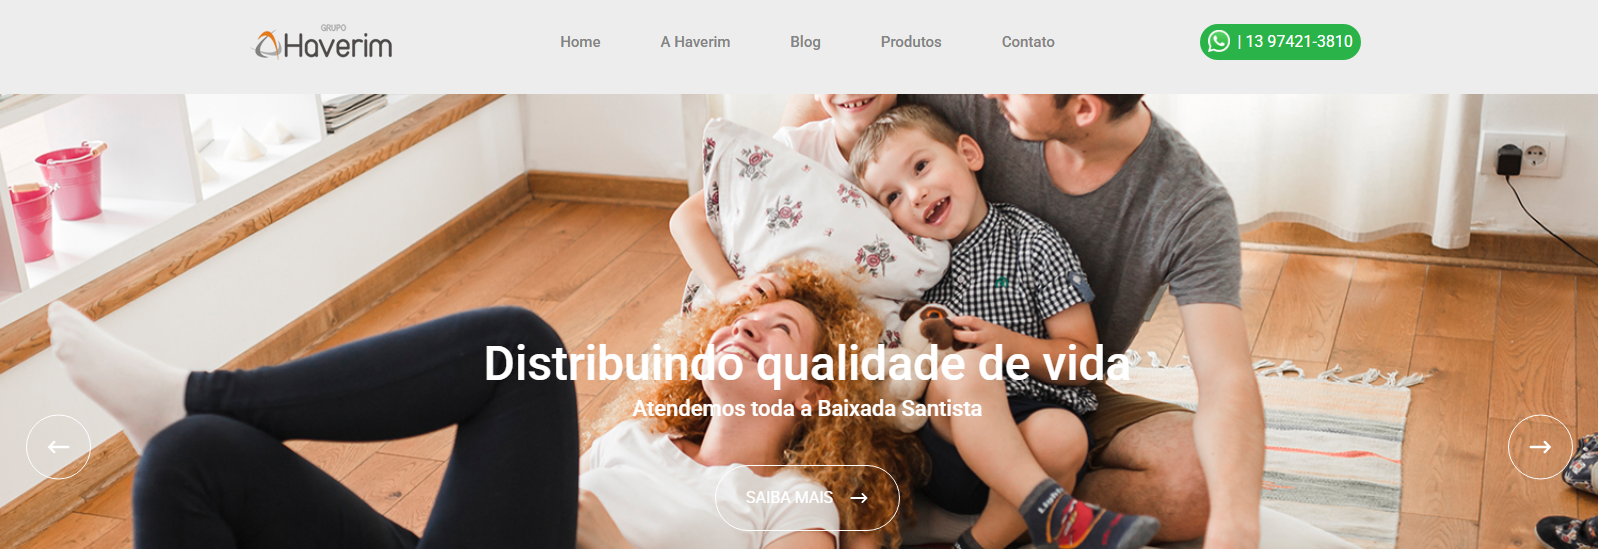 GRUPO
Haverim
Home
A Haverim
Blog
Produtos
Contato
| 13 97421-3810
Distribuindo qualidade de vida
Atendemos toda a Baixada Santista
SAIBA MAIS